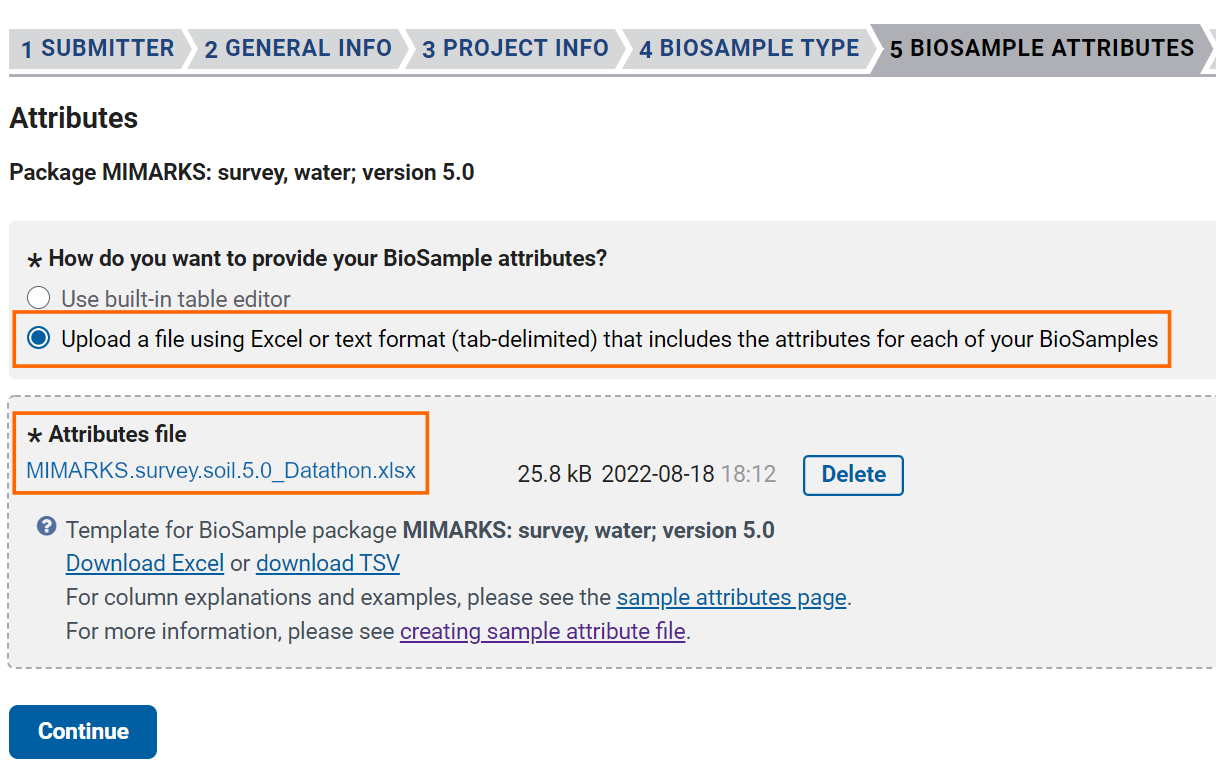 1 SUBMITTER 2 GENERAL INFO 3 PROJECT INFO 4 BIOSAMPLE TYPE 5 BIOSAMPLE ATTRIBUTES
Attributes
Package MIMARKS: survey, water; version 5.0
* How do you want to provide your BioSample attributes?
Use built-in table editor
Upload a file using Excel or text format (tab-delimited) that includes the attributes for each of your BioSamples
* Attributes file
MIMARKS.survey.soil.5.0_Datathon.xlsx 25.8 kB 2022-08-18 18:12 Delete
? Template for BioSample package MIMARKS: survey, water; version 5.0
Download Excel or download TSV
For column explanations and examples, please see the sample attributes page.
For more information, please see creating sample attribute file.
Continue